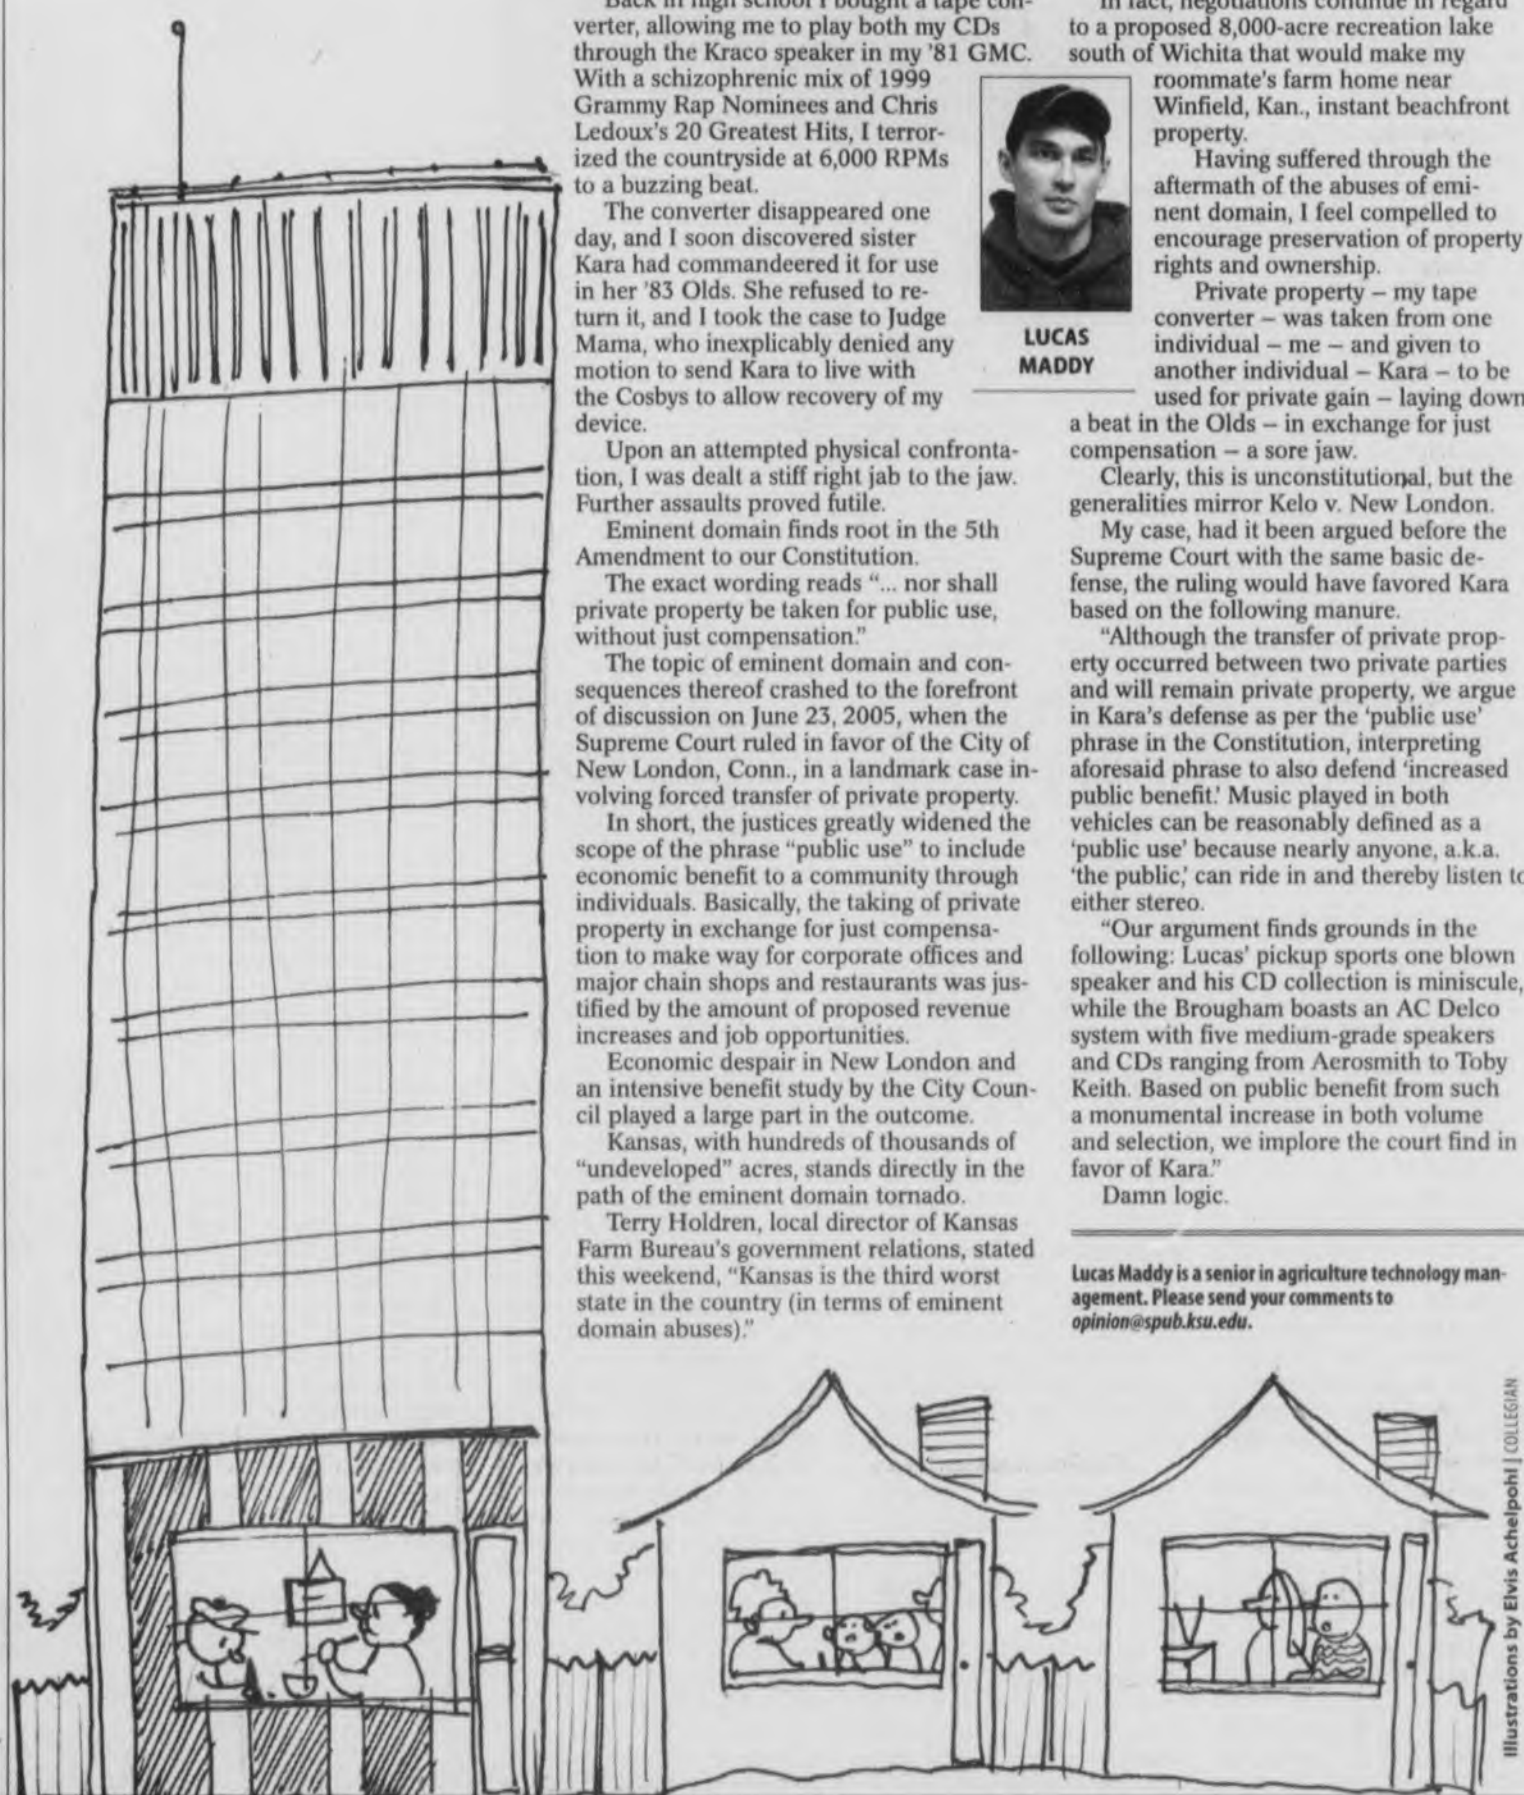 Back in high school I bought a tape con-
verter, allowing me to play both my CDs
through the Kraco speaker in my '81 GMC.
With a schizophrenic mix of 1999
Grammy Rap Nominees and Chris
Ledoux's 20 Greatest Hits, I terror-
ized the countryside at 6,000 RPMs
to a buzzing beat.
The converter disappeared one
day, and I soon discovered sister
Kara had commandeered it for use
in her '83 Olds. She refused to re-
turn it, and I took the case to Judge
Mama, who inexplicably denied any
motion to send Kara to live with
the Cosbys to allow recovery of my
device.
Upon an attempted physical confronta-
tion, I was dealt a stiff right jab to the jaw.
Further assaults proved futile.
Eminent domain finds root in the 5th
Amendment to our Constitution.
The exact wording reads "... nor shall
private property be taken for public use,
without just compensation."
The topic of eminent domain and con-
sequences thereof crashed to the forefront
of discussion on June 23, 2005, when the
Supreme Court ruled in favor of the City of
New London, Conn., in a landmark case in-
volving forced transfer of private property.
In short, the justices greatly widened the
scope of the phrase "public use" to include
economic benefit to a community through
individuals. Basically, the taking of private
property in exchange for just compensa-
tion to make way for corporate offices and
major chain shops and restaurants was jus-
tified by the amount of proposed revenue
increases and job opportunities.
Economic despair in New London and
an intensive benefit study by the City Coun-
cil played a large part in the outcome.
Kansas, with hundreds of thousands of
"undeveloped" acres, stands directly in the
path of the eminent domain tornado.
Terry Holdren, local director of Kansas
Farm Bureau's government relations, stated
this weekend, "Kansas is the third worst
state in the country (in terms of eminent
domain abuses)."
In fact, negotiations continue in regard
to a proposed 8,000-acre recreation lake
south of Wichita that would make my
roommate's farm home near
Winfield, Kan., instant beachfront
property.
Having suffered through the
aftermath of the abuses of emi-
nent domain, I feel compelled to
encourage preservation of property
rights and ownership.
Private property – my tape
converter – was taken from one
individual – me – and given to
another individual – Kara – to be
used for private gain – laying down
a beat in the Olds – in exchange for just
compensation – a sore jaw.
Clearly, this is unconstitutional, but the
generalities mirror Kelo v. New London.
My case, had it been argued before the
Supreme Court with the same basic de-
fense, the ruling would have favored Kara
based on the following manure.
"Although the transfer of private prop-
erty occurred between two private parties
and will remain private property, we argue
in Kara's defense as per the 'public use'
phrase in the Constitution, interpreting
aforesaid phrase to also defend 'increased
public benefit.' Music played in both
vehicles can be reasonably defined as a
'public use' because nearly anyone, a.k.a.
'the public,' can ride in and thereby listen to
either stereo.
"Our argument finds grounds in the
following: Lucas' pickup sports one blown
speaker and his CD collection is miniscule,
while the Brougham boasts an AC Delco
system with five medium-grade speakers
and CDs ranging from Aerosmith to Toby
Keith. Based on public benefit from such
a monumental increase in both volume
and selection, we implore the court find in
favor of Kara."
Damn logic.
LUCAS
MADDY
Lucas Maddy is a senior in agriculture technology man-
agement. Please send your comments to
opinion@spub.ksu.edu.
Illustrations by Elvis Achelpohl | COLLEGIAN